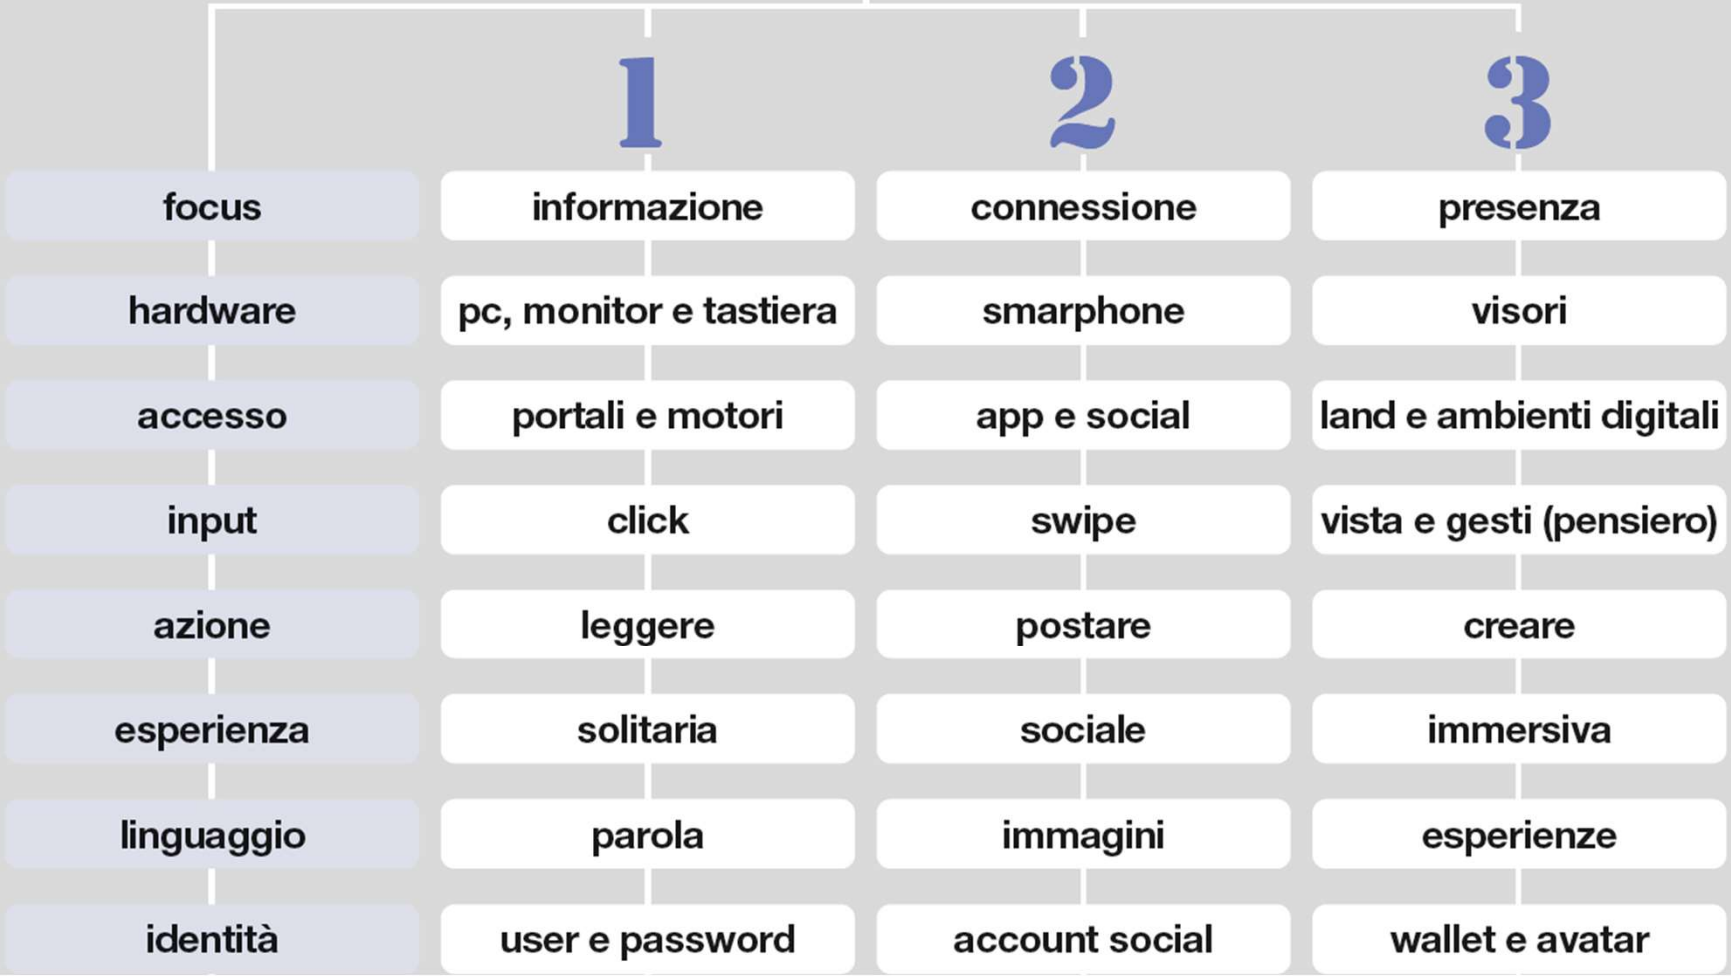 1 2 3
focus informazione connessione presenza
hardware pc, monitor e tastiera smarphone visori
accesso portali e motori app e social land e ambienti digitali
input click swipe vista e gesti (pensiero)
azione leggere postare creare
esperienza solitaria sociale immersiva
linguaggio parola immagini esperienze
identità user e password account social wallet e avatar